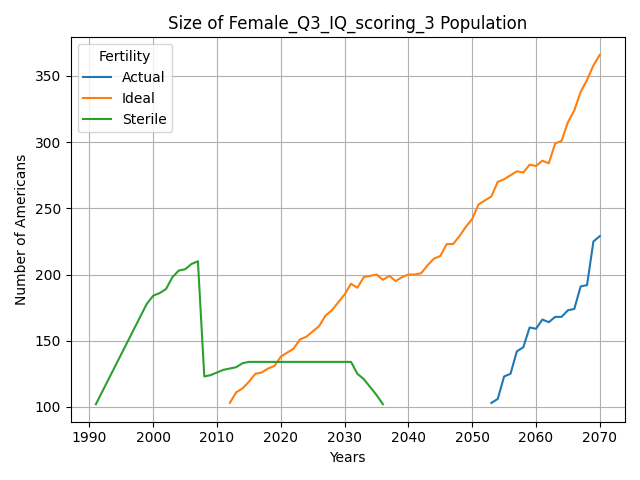 Size of Female_Q3_IQ_scoring_3 Population
Fertility
Actual
Ideal
Sterile
Number of Americans
350
300
250
200
150
100
1990 2000 2010 2020 2030 2040 2050 2060 2070
Years